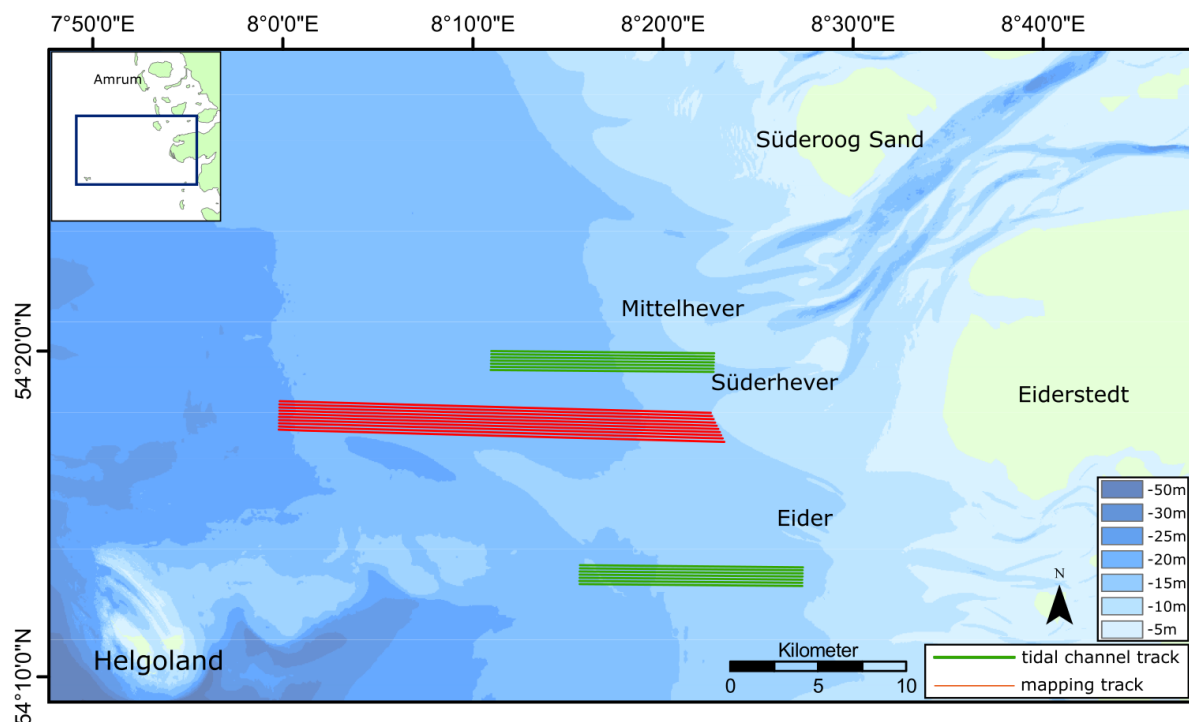 7°50'0"E 8°0'0"E 8°10'0"E 8°20'0"E 8°30'0"E 8°40'0"E
Amrum
Süderoog Sand
Mittelhever
54°20'0"N
Süderhever
Eiderstedt
Eider
-50m
-30m
-25m
-20m
-15m
-10m
-5m
N
Helgoland
Kilometer
0 5 10
tidal channel track
mapping track
54°10'0"N